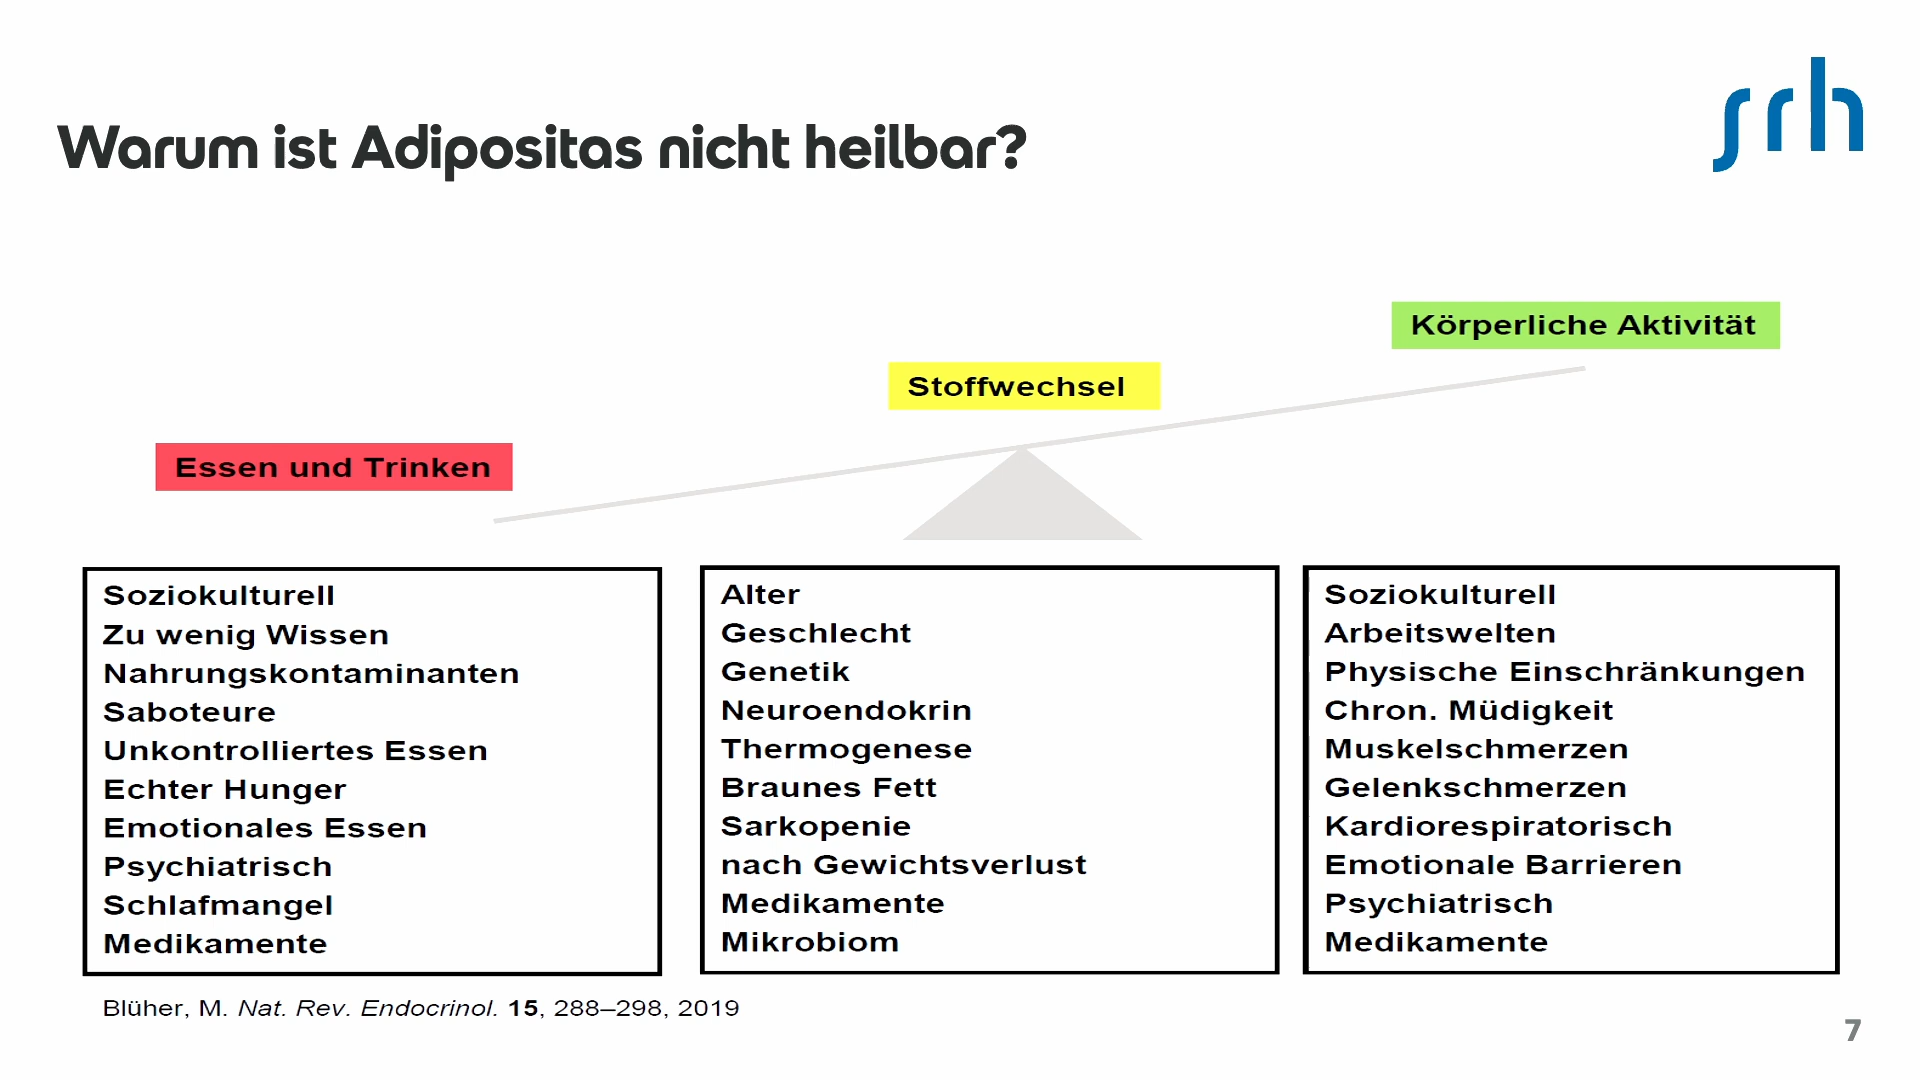 srh
Warum ist Adipositas nicht heilbar?
Körperliche Aktivität
Stoffwechsel
Essen und Trinken
Soziokulturell
Zu wenig Wissen
Nahrungskontaminanten
Saboteure
Unkontrolliertes Essen
Echter Hunger
Emotionales Essen
Psychiatrisch
Schlafmangel
Medikamente
Alter
Geschlecht
Genetik
Neuroendokrin
Thermogenese
Braunes Fett
Sarkopenie
nach Gewichtsverlust
Medikamente
Mikrobiom
Soziokulturell
Arbeitswelten
Physische Einschränkungen
Chron. Müdigkeit
Muskelschmerzen
Gelenkschmerzen
Kardiorespiratorisch
Emotionale Barrieren
Psychiatrisch
Medikamente
Blüher, M. Nat. Rev. Endocrinol. 15, 288–298, 2019
7